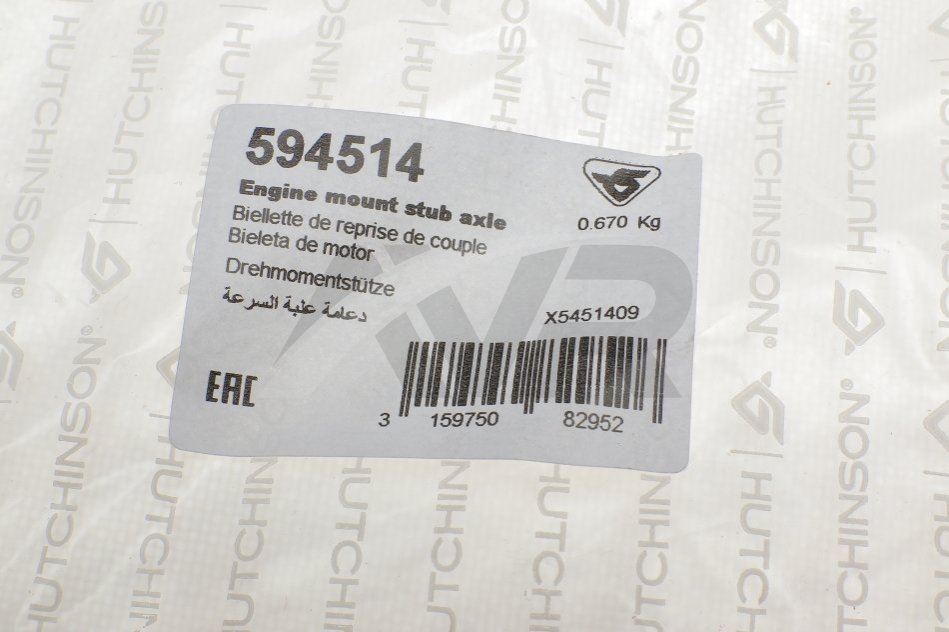 594514
Engine mount stub axle
Biellette de reprise de couple
Bieleta de motor
Drehmomentstütze
دعامة علبة السرعة
0.670 Kg
X5451409
EAC
3 159750 82952
HUTCHINSON